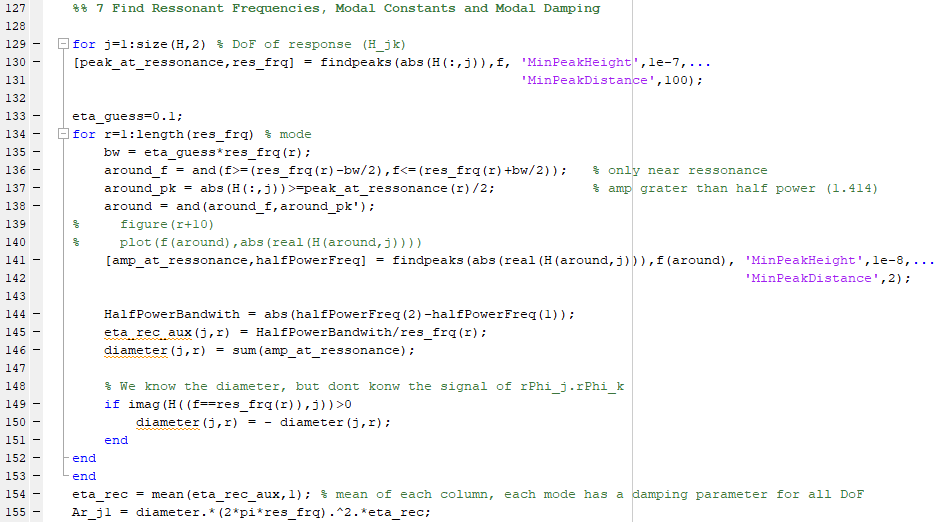 127 %% 7 Find Ressonant Frequencies, Modal Constants and Modal Damping
128
129 - for j=1:size(H,2) % DoF of response (H_jk)
130 - [peak_at_ressonance,res_frq] = findpeaks(abs(H(:,j)),f, 'MinPeakHeight',1e-7,...
131 'MinPeakDistance',100);
132
133 - eta_guess=0.1;
134 - for r=1:length(res_frq) % mode
135 - bw = eta_guess*res_frq(r);
136 - around_f = and(f>=(res_frq(r)-bw/2),f<=(res_frq(r)+bw/2)); % only near ressonance
137 - around_pk = abs(H(:,j))>=peak_at_ressonance(r)/2; % amp grater than half power (1.414)
138 - around = and(around_f,around_pk');
139 % figure(r+10)
140 % plot(f(around),abs(real(H(around,j))))
141 - [amp_at_ressonance,halfPowerFreq] = findpeaks(abs(real(H(around,j))),f(around), 'MinPeakHeight',1e-8,...
142 'MinPeakDistance',2);
143
144 - HalfPowerBandwith = abs(halfPowerFreq(2)-halfPowerFreq(1));
145 - eta_rec_aux(j,r) = HalfPowerBandwith/res_frq(r);
146 - diameter(j,r) = sum(amp_at_ressonance);
147
148 % We know the diameter, but dont konw the signal of rPhi_j.rPhi_k
149 - if imag(H((f==res_frq(r)),j))>0
150 - diameter(j,r) = - diameter(j,r);
151 - end
152 - end
153 - end
154 - eta_rec = mean(eta_rec_aux,1); % mean of each column, each mode has a damping parameter for all DoF
155 - Ar_j1 = diameter.*(2*pi*res_frq).^2.*eta_rec;